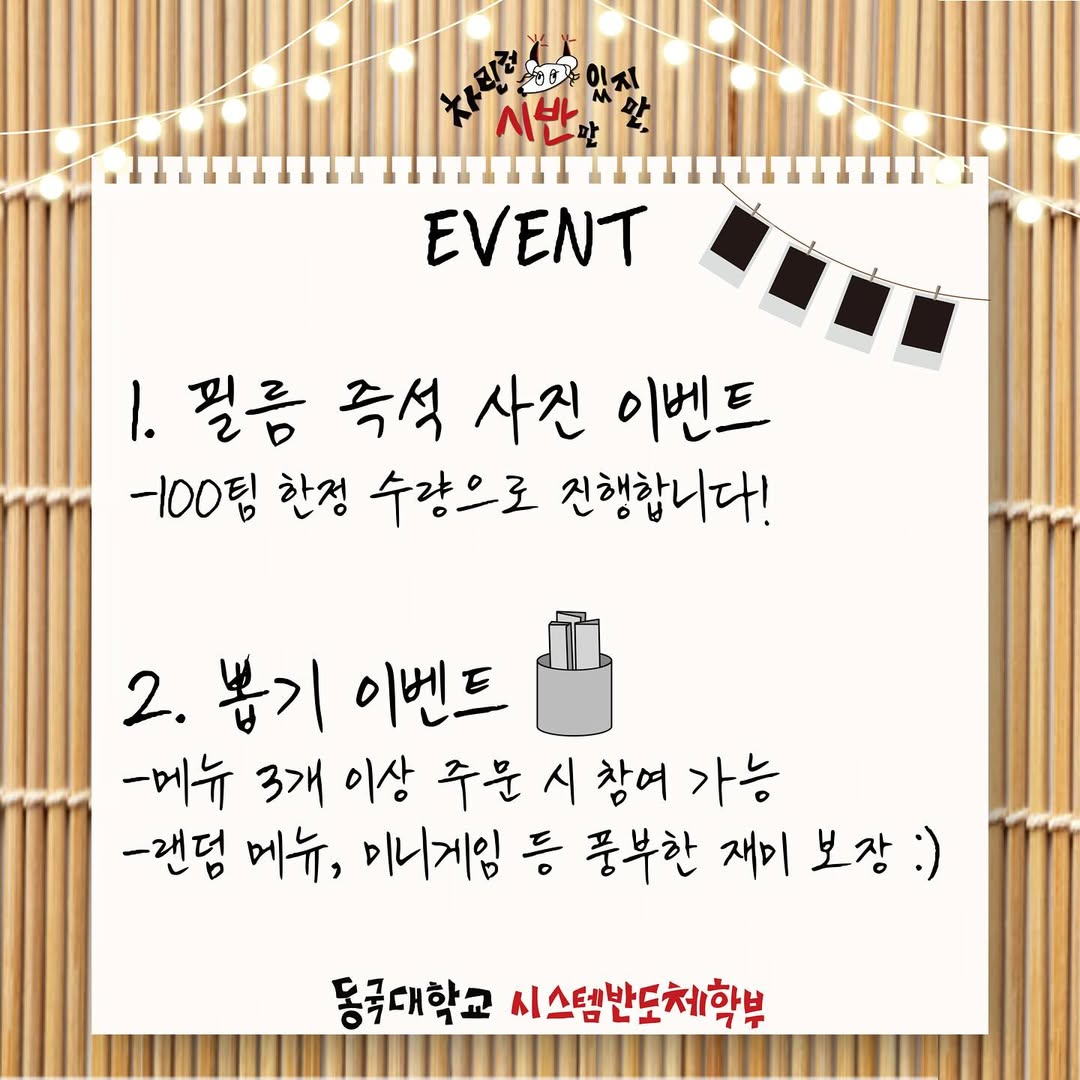 차린건 있지만,
시반만
EVENT
1. 필름 즉석 사진 이벤트
-100팀 한정 수량으로 진행합니다!
2. 뽑기 이벤트
-메뉴 3개 이상 주문 시 참여 가능
-랜덤 메뉴, 미니게임 등 풍부한 재미 보장 :)
동국대학교 시스템반도체학부